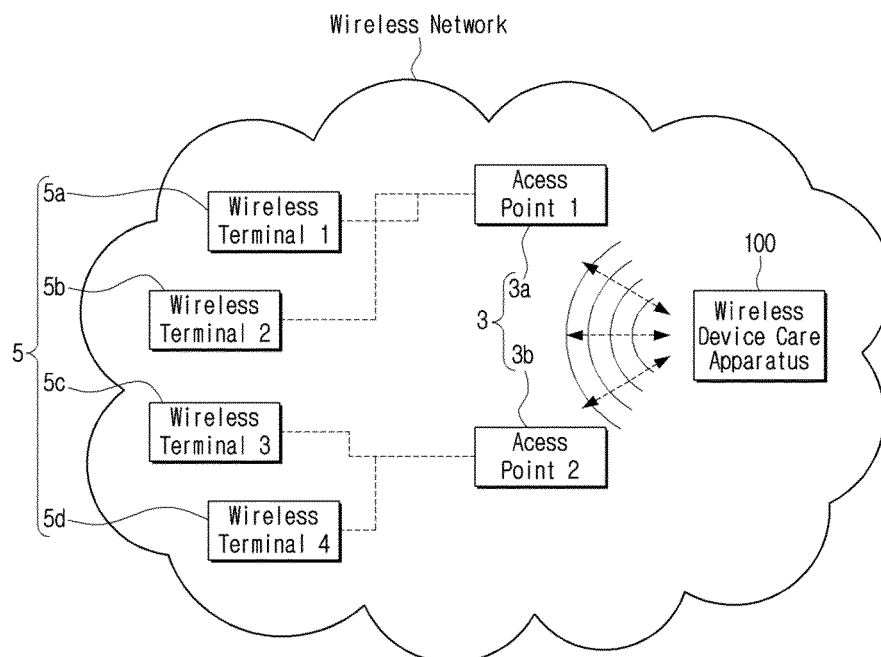 Wireless Network
5a
Wireless
Terminal 1
Acess
Point 1
5b
Wireless
Terminal 2
3a
3
3b
100
Wireless
Device Care
Apparatus
5
5c
Wireless
Terminal 3
Acess
Point 2
5d
Wireless
Terminal 4